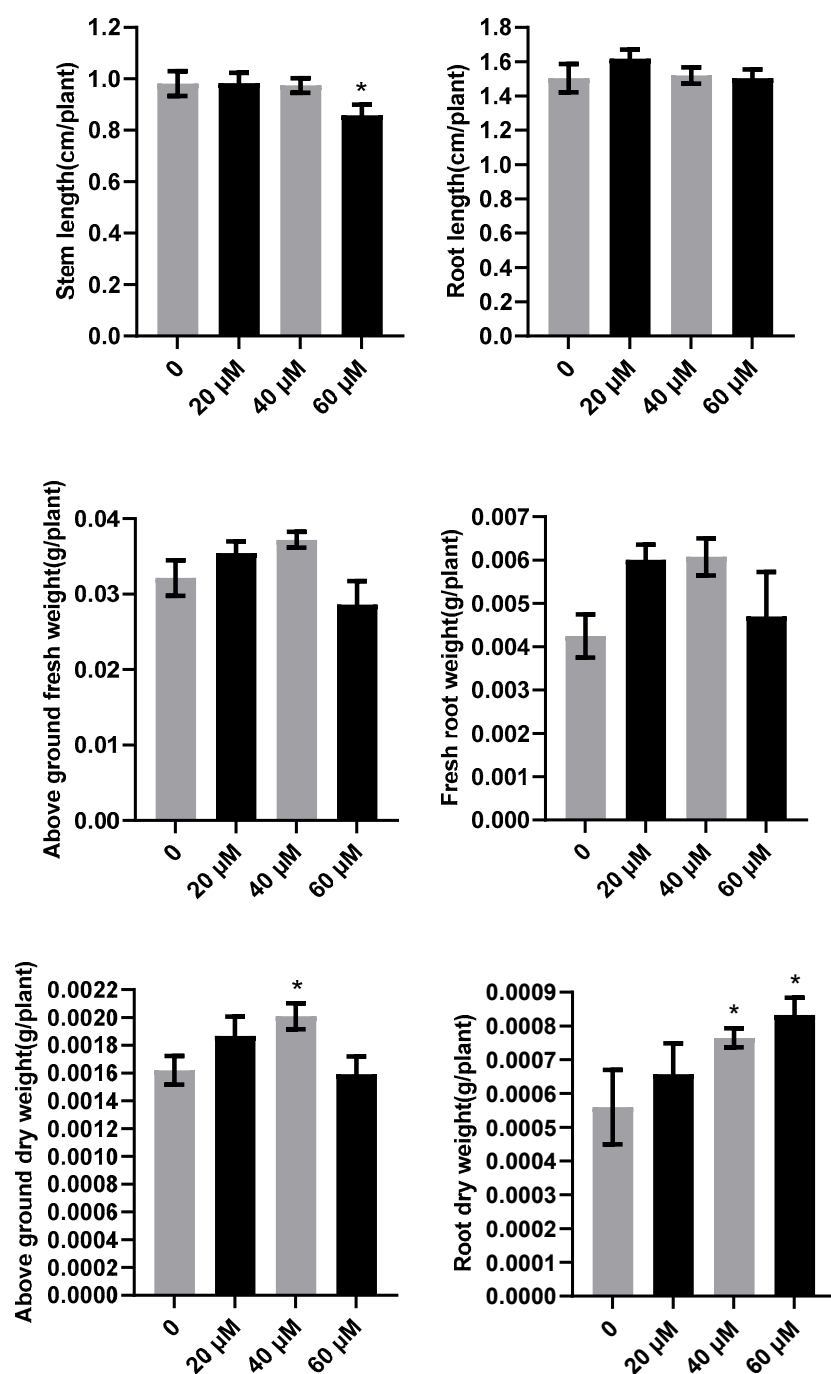 Stem length(cm/plant)
1.2
1.0
0.8
0.6
0.4
0.2
0.0
*
0
20 µM
40 µM
60 µM
Root length(cm/plant)
1.8
1.6
1.4
1.2
1.0
0.8
0.6
0.4
0.2
0.0
0
20 µM
40 µM
60 µM
Above ground fresh weight(g/plant)
0.04
0.03
0.02
0.01
0.00
0
20 µM
40 µM
60 µM
Fresh root weight(g/plant)
0.007
0.006
0.005
0.004
0.003
0.002
0.001
0.000
0
20 µM
40 µM
60 µM
Above ground dry weight(g/plant)
0.0022
0.0020
0.0018
0.0016
0.0014
0.0012
0.0010
0.0008
0.0006
0.0004
0.0002
0.0000
*
0
20 µM
40 µM
60 µM
Root dry weight(g/plant)
0.0009
0.0008
0.0007
0.0006
0.0005
0.0004
0.0003
0.0002
0.0001
0.0000
*
*
0
20 µM
40 µM
60 µM